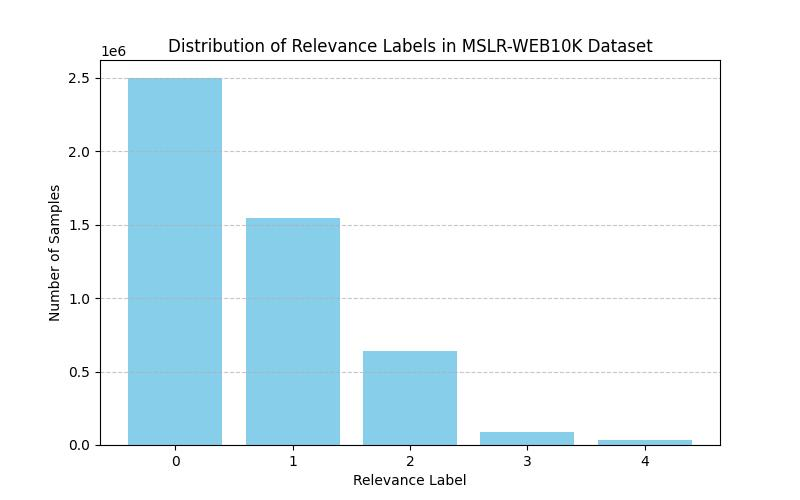 Distribution of Relevance Labels in MSLR-WEB10K Dataset
1e6
2.5
2.0
1.5
1.0
0.5
0.0
Number of Samples
0 1 2 3 4
Relevance Label